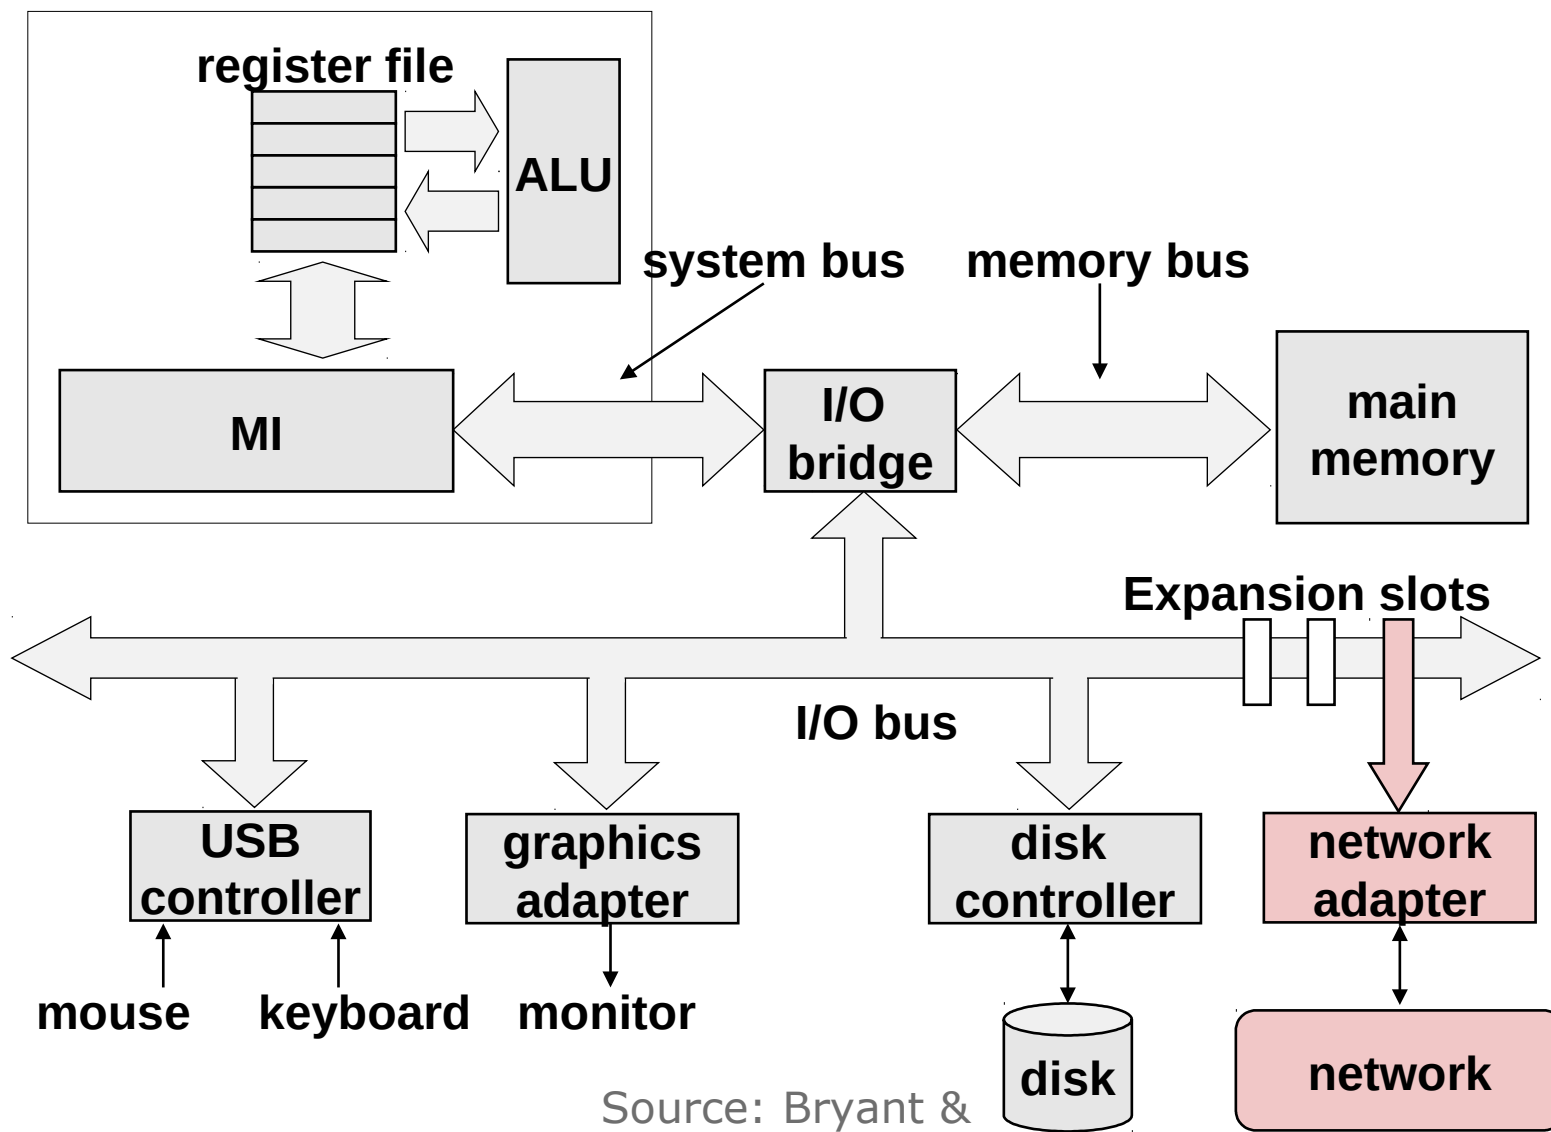 register file
ALU
system bus
memory bus
MI
I/O
bridge
main
memory
Expansion slots
I/O bus
USB
controller
graphics
adapter
disk
controller
network
adapter
mouse
keyboard
monitor
disk
network
Source: Bryant &